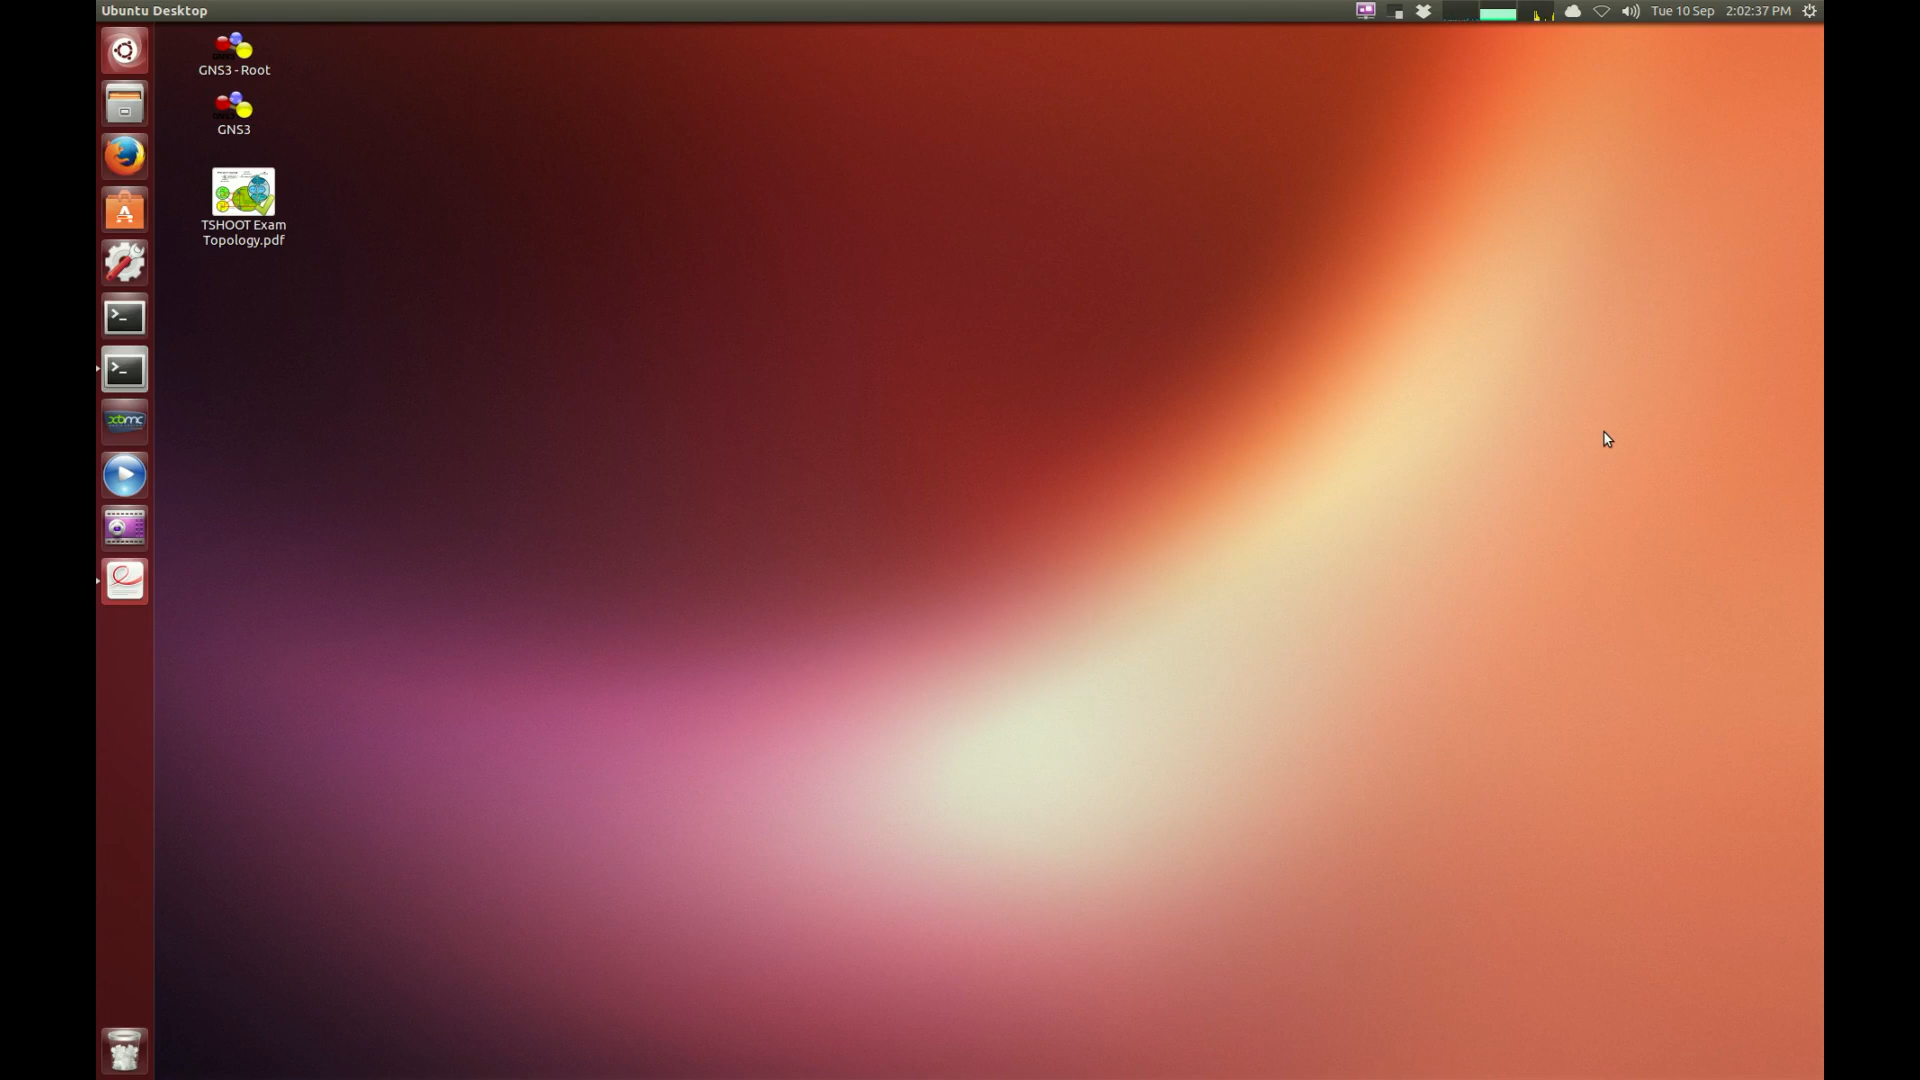 Ubuntu Desktop
Tue 10 Sep 2:02:37 PM
GNS3 - Root
GNS3
TSHOOT Exam
Topology.pdf
>_
>_
xbmc